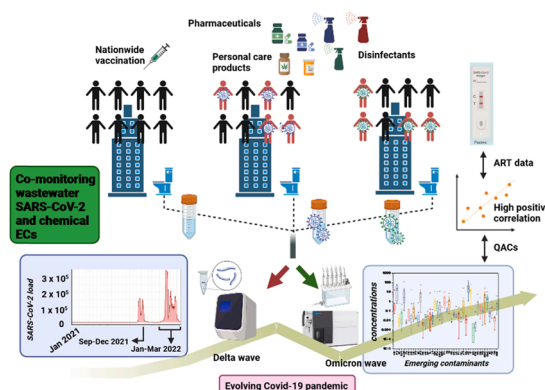 Pharmaceuticals
Nationwide
vaccination
Personal care
products
Disinfectants
C
T
ART data
High positive
correlation
QACs
Co-monitoring
wastewater
SARS-CoV-2
and chemical
ECs
SARS-CoV-2 load
3 x 10⁵
2 x 10⁵
1 x 10⁵
0
Jan 2021
Sep-Dec 2021
Jan-Mar 2022
Delta wave
Omicron wave
concentrations
Emerging contaminants
Evolving Covid-19 pandemic